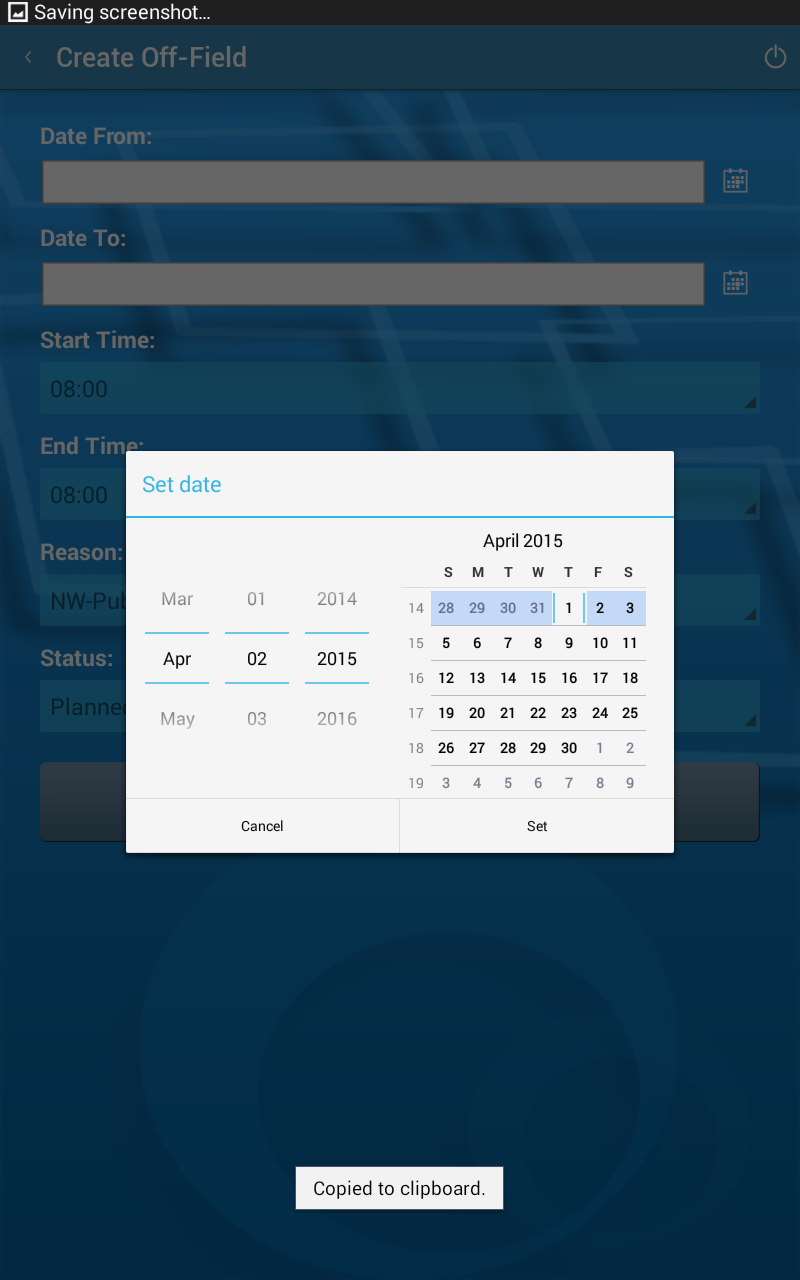 Saving screenshot...
Create Off-Field
Date From:
Date To:
Start Time:
08:00
End Time:
08:00
Reason:
NW-Pub
Status:
Planned
Set date
Mar 01 2014
Apr 02 2015
May 03 2016
April 2015
S M T W T F S
14 28 29 30 31 1 2 3
15 5 6 7 8 9 10 11
16 12 13 14 15 16 17 18
17 19 20 21 22 23 24 25
18 26 27 28 29 30 1 2
19 3 4 5 6 7 8 9
Cancel Set
Copied to clipboard.